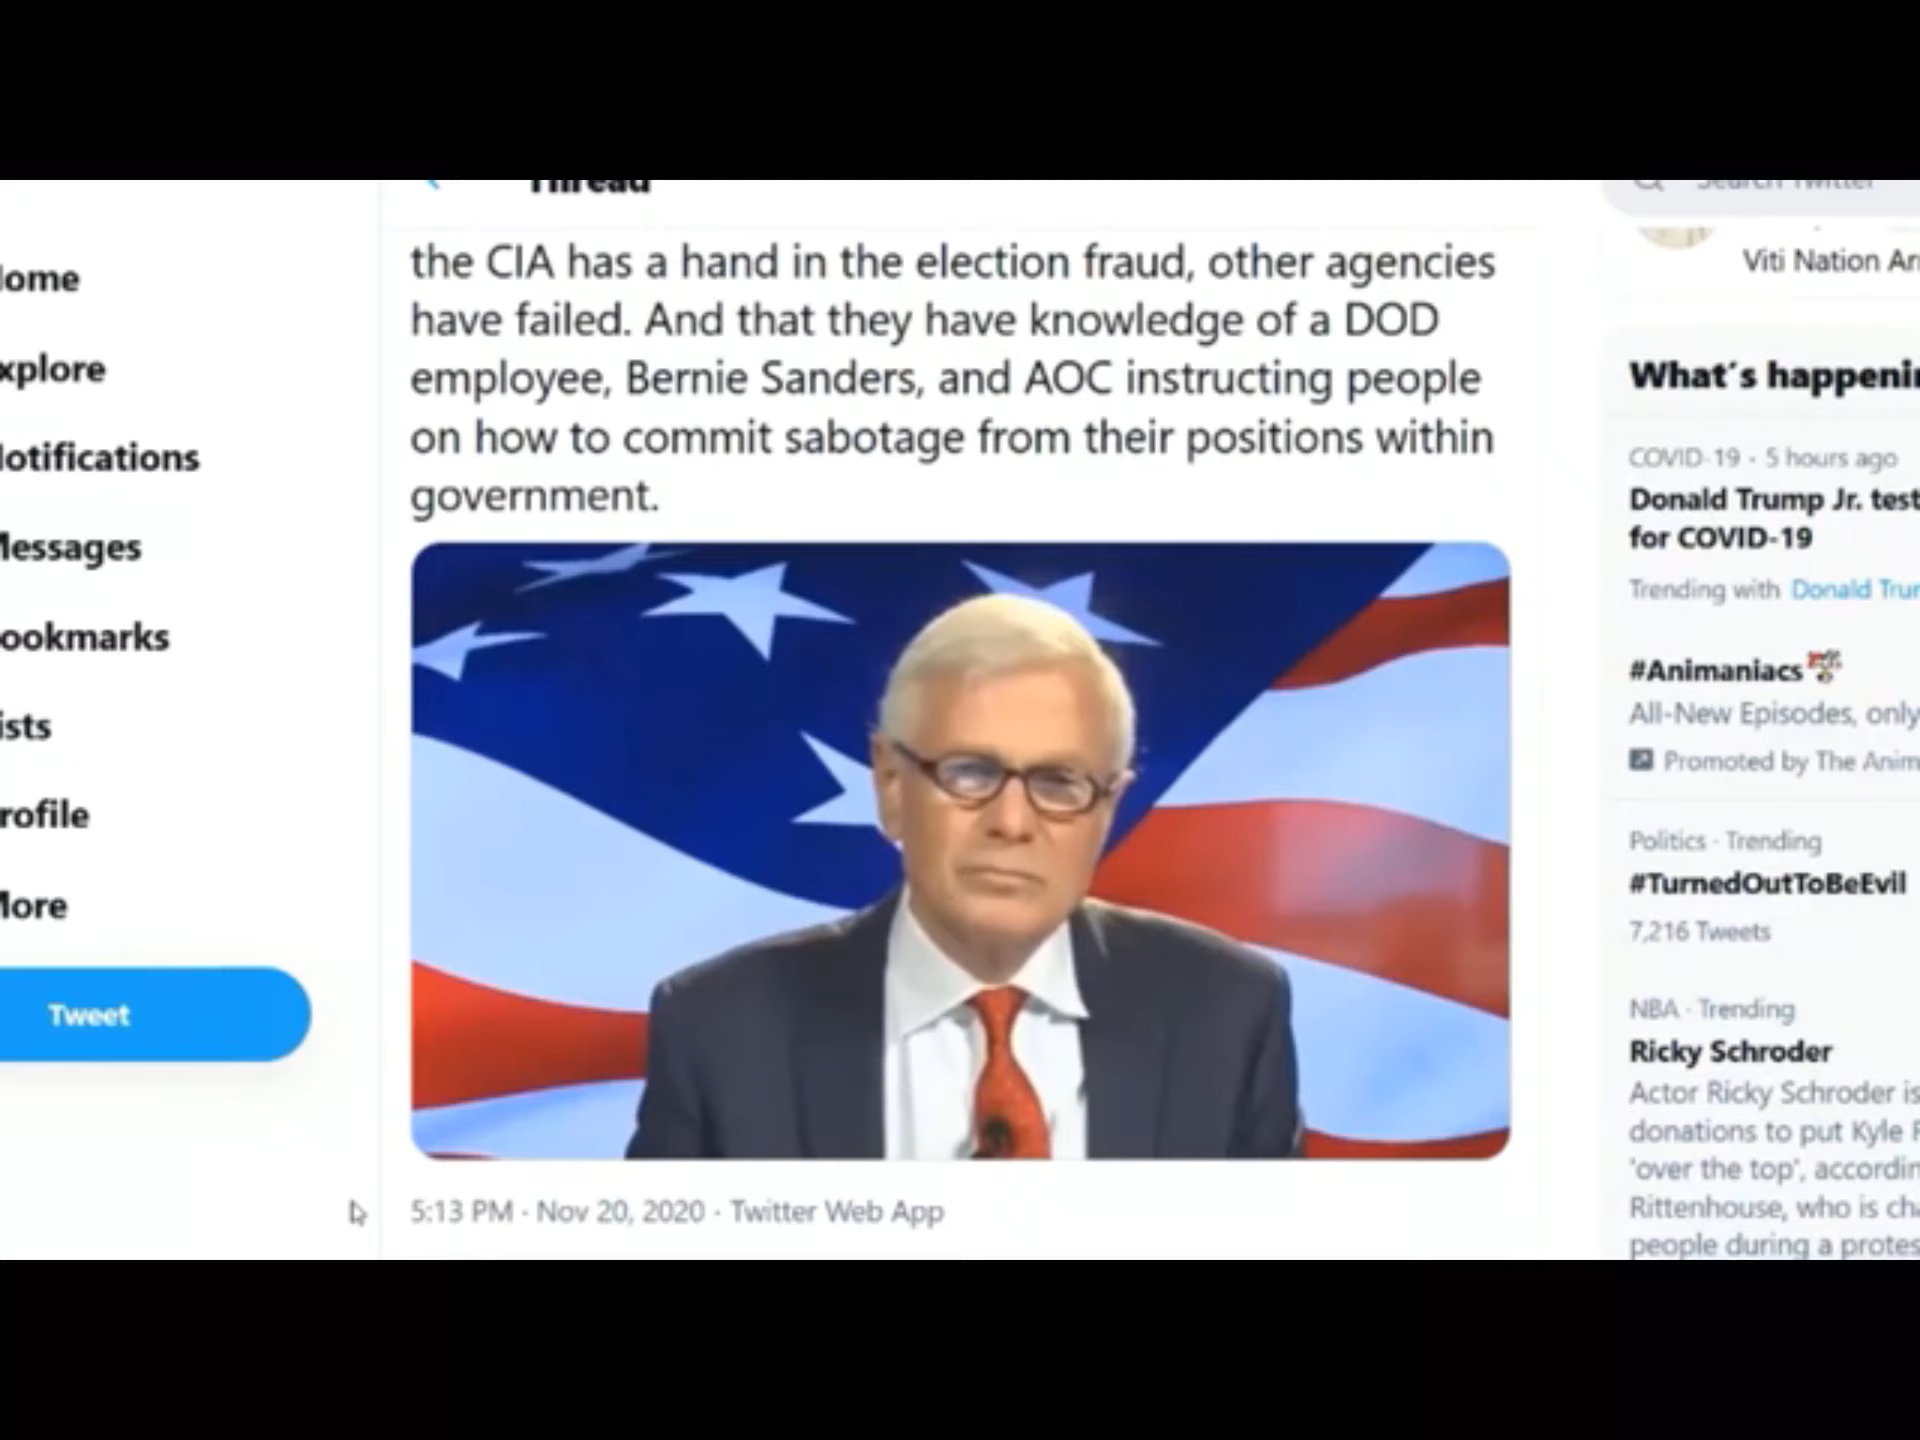 Thread
Search Twitter
the CIA has a hand in the election fraud, other agencies
have failed. And that they have knowledge of a DOD
employee, Bernie Sanders, and AOC instructing people
on how to commit sabotage from their positions within
government.
5:13 PM · Nov 20, 2020 · Twitter Web App
ome
xplore
otifications
essages
ookmarks
ists
rofile
ore
Tweet
Viti Nation Ar
What's happenin
COVID-19 · 5 hours ago
Donald Trump Jr. test
for COVID-19
Trending with Donald Tru
#Animaniacs
All-New Episodes, only
Promoted by The Anim
Politics · Trending
#TurnedOutToBeEvil
7,216 Tweets
NBA · Trending
Ricky Schroder
Actor Ricky Schroder is
donations to put Kyle R
'over the top', accordin
Rittenhouse, who is cha
people during a protes